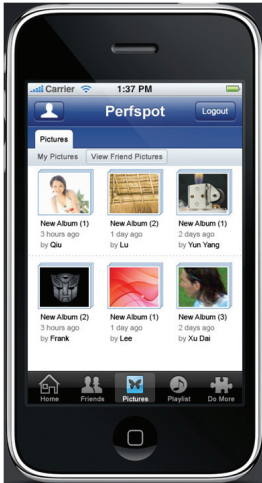 Carrier 1:37 PM
Perfspot Logout
Pictures
My Pictures View Friend Pictures
New Album (1) New Album (2) New Album (1)
3 hours ago 1 day ago 2 days ago
by Qiu by Lu by Yun Yang
New Album (2) New Album (1) New Album (3)
3 hours ago 1 day ago 2 days ago
by Frank by Lee by Xu Dai
Home Friends Pictures Playlist Do More